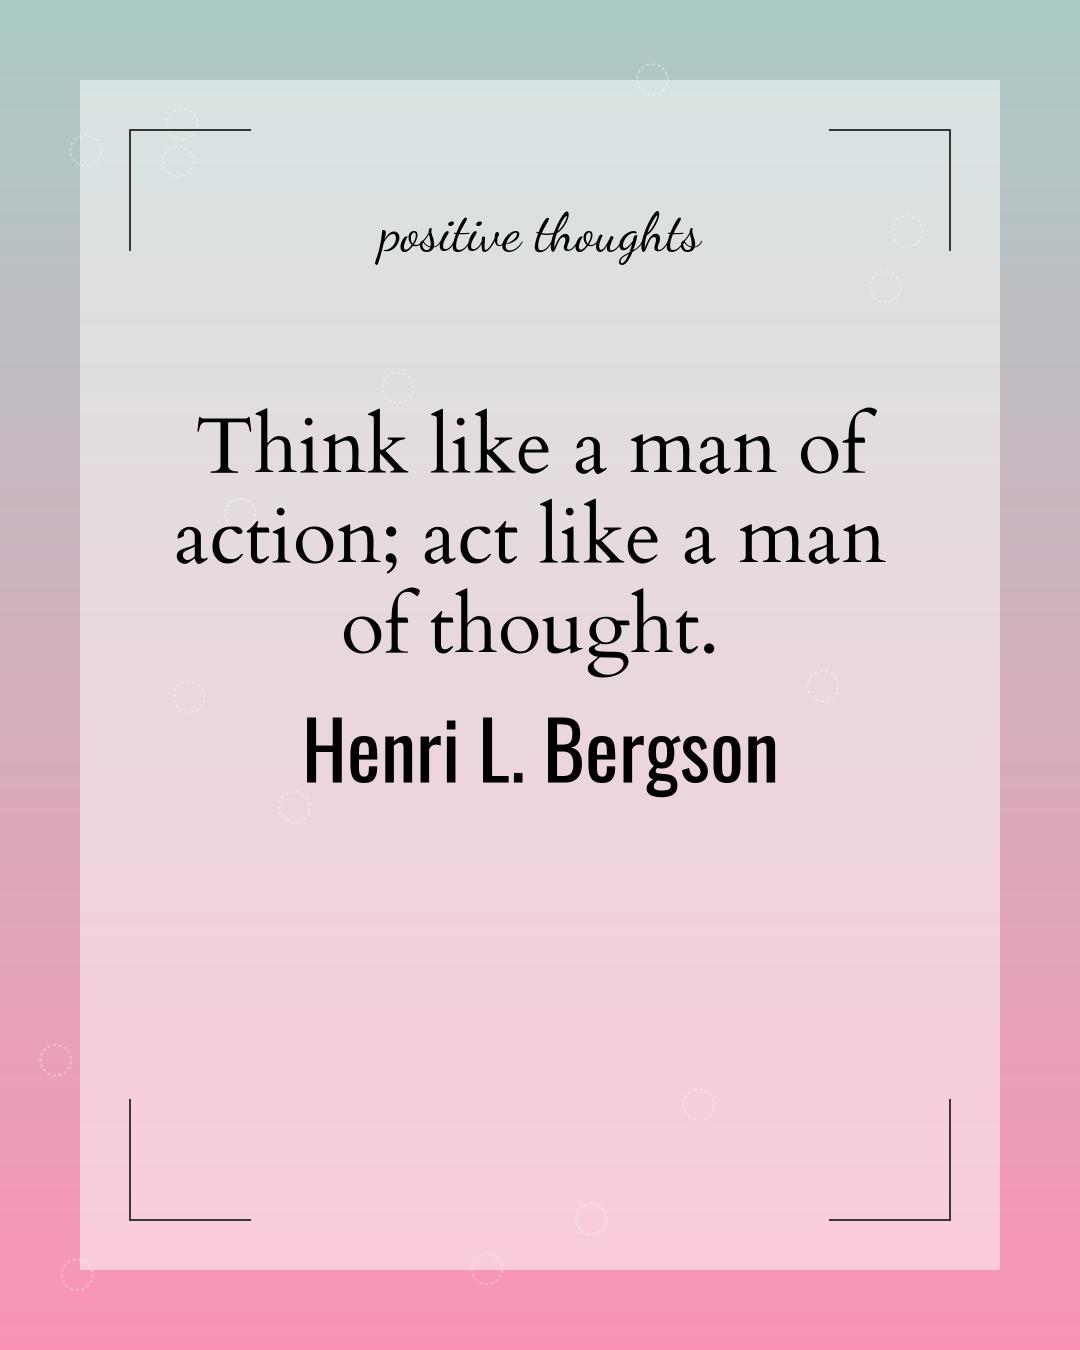 positive thoughts
Think like a man of
action; act like a man
of thought.
Henri L. Bergson